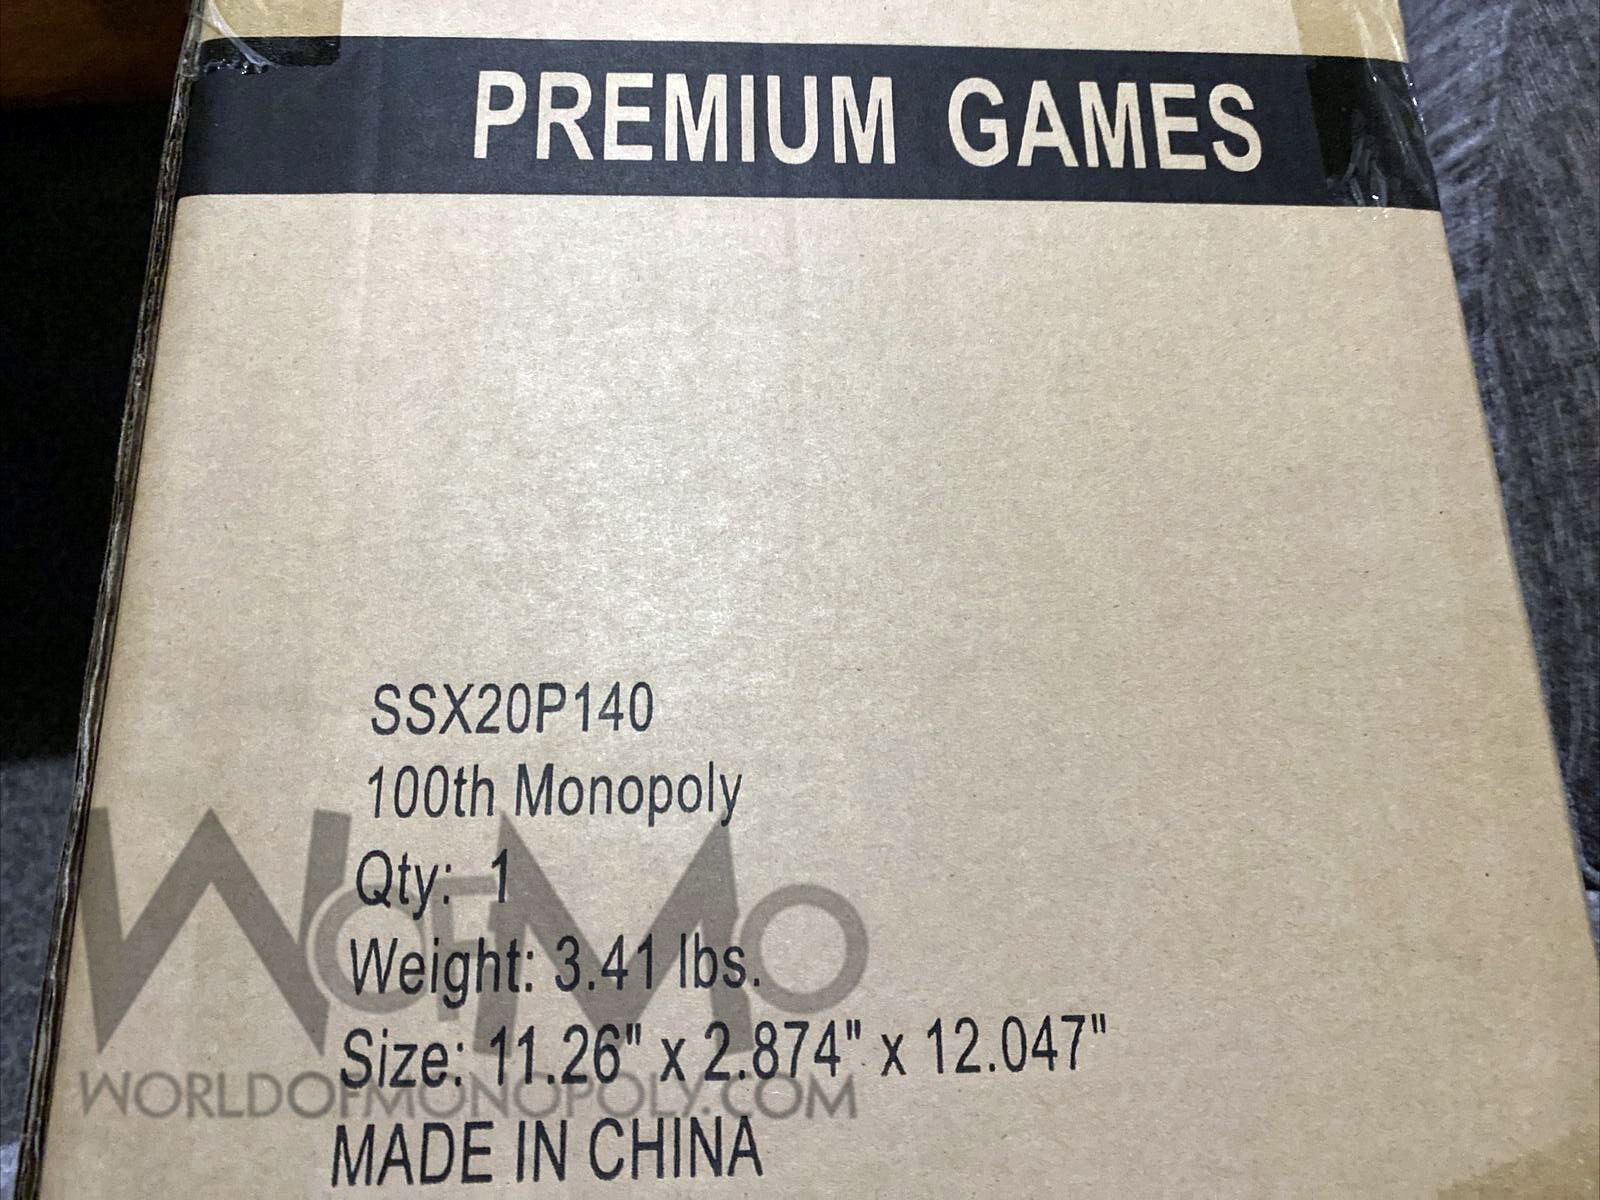 PREMIUM GAMES
SSX20P140
100th Monopoly
Qty: 1
Weight: 3.41 lbs.
Size: 11.26" x 2.874" x 12.047"
MADE IN CHINA
WOFMO
WORLDOFMONOPOLY.COM